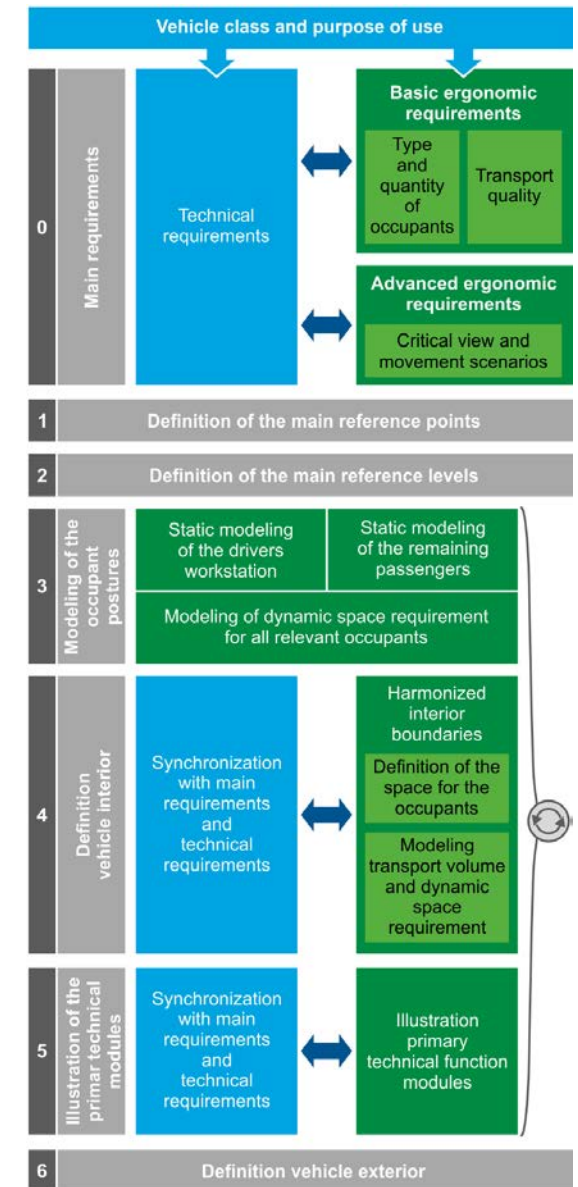 Vehicle class and purpose of use
0
Main requirements
Technical
requirements
Basic ergonomic
requirements
Type
and
quantity
of
occupants
Transport
quality
Advanced ergonomic
requirements
Critical view and
movement scenarios
1
Definition of the main reference points
2
Definition of the main reference levels
3
Modeling of the
occupant
postures
Static modeling
of the drivers
workstation
Static modeling
of the remaining
passengers
Modeling of dynamic space requirement
for all relevant occupants
4
Definition
vehicle interior
Synchronization
with main
requirements
and
technical
requirements
Harmonized
interior
boundaries
Definition of the
space for the
occupants
Modeling
transport volume
and dynamic
space
requirement
5
Illustration of the
primar technical
modules
Synchronization
with main
requirements
and
technical
requirements
Illustration
primary
technical function
modules
6
Definition vehicle exterior